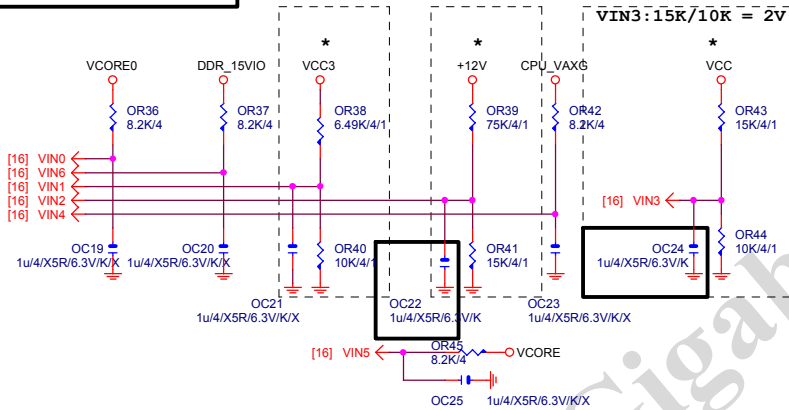 VIN3:15K/10K = 2V
* * *
VCORE0 DDR_15VIO VCC3 +12V CPU_VAXG VCC
OR36 OR37 OR38 OR39 OR42 OR43
8.2K/4 8.2K/4 6.49K/4/1 75K/4/1 8.2K/4 15K/4/1
[16] VIN0
[16] VIN6
[16] VIN1
[16] VIN2
[16] VIN4
[16] VIN3
OC19 OC20 OR40 OR41 OC24 OR44
1u/4/X5R/6.3V/K/X 1u/4/X5R/6.3V/K/X 10K/4/1 15K/4/1 1u/4/X5R/6.3V/K 10K/4/1
OC21 OC22 OC23
1u/4/X5R/6.3V/K/X 1u/4/X5R/6.3V/K 1u/4/X5R/6.3V/K/X
[16] VIN5 OR45 VCORE
8.2K/4
OC25 1u/4/X5R/6.3V/K/X
Gigab